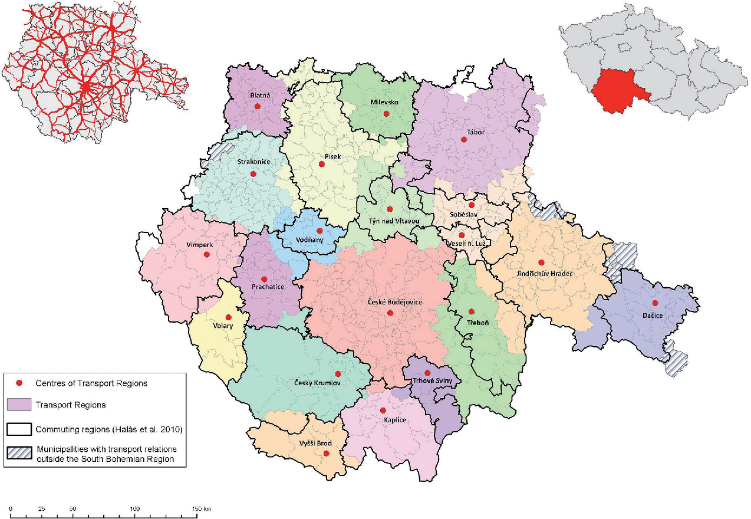 Blatná
Milevsko
Tábor
Písek
Strakonice
Týn nad Vltavou
Soběslav
Vodňany
Veselí n. Luž.
Vimperk
Jindřichův Hradec
Prachatice
České Budějovice
Dačice
Volary
Třeboň
Český Krumlov
Trhové Sviny
Kaplice
Vyšší Brod
Centres of Transport Regions
Transport Regions
Commuting regions (Halás et al. 2010)
Municipalities with transport relations
outside the South Bohemian Region
0 25 50 100 150 km